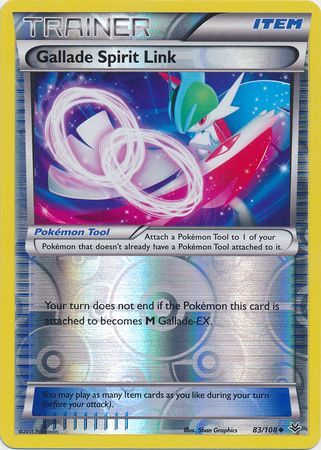 TRAINER
ITEM
Gallade Spirit Link
Pokémon Tool
Attach a Pokémon Tool to 1 of your
Pokémon that doesn't already have a Pokémon Tool attached to it.
Your turn does not end if the Pokémon this card is
attached to becomes M Gallade-EX.
You may play as many Item cards as you like during your turn
(before your attack).
©2015 Pokémon
Illus. 5ban Graphics
83/108